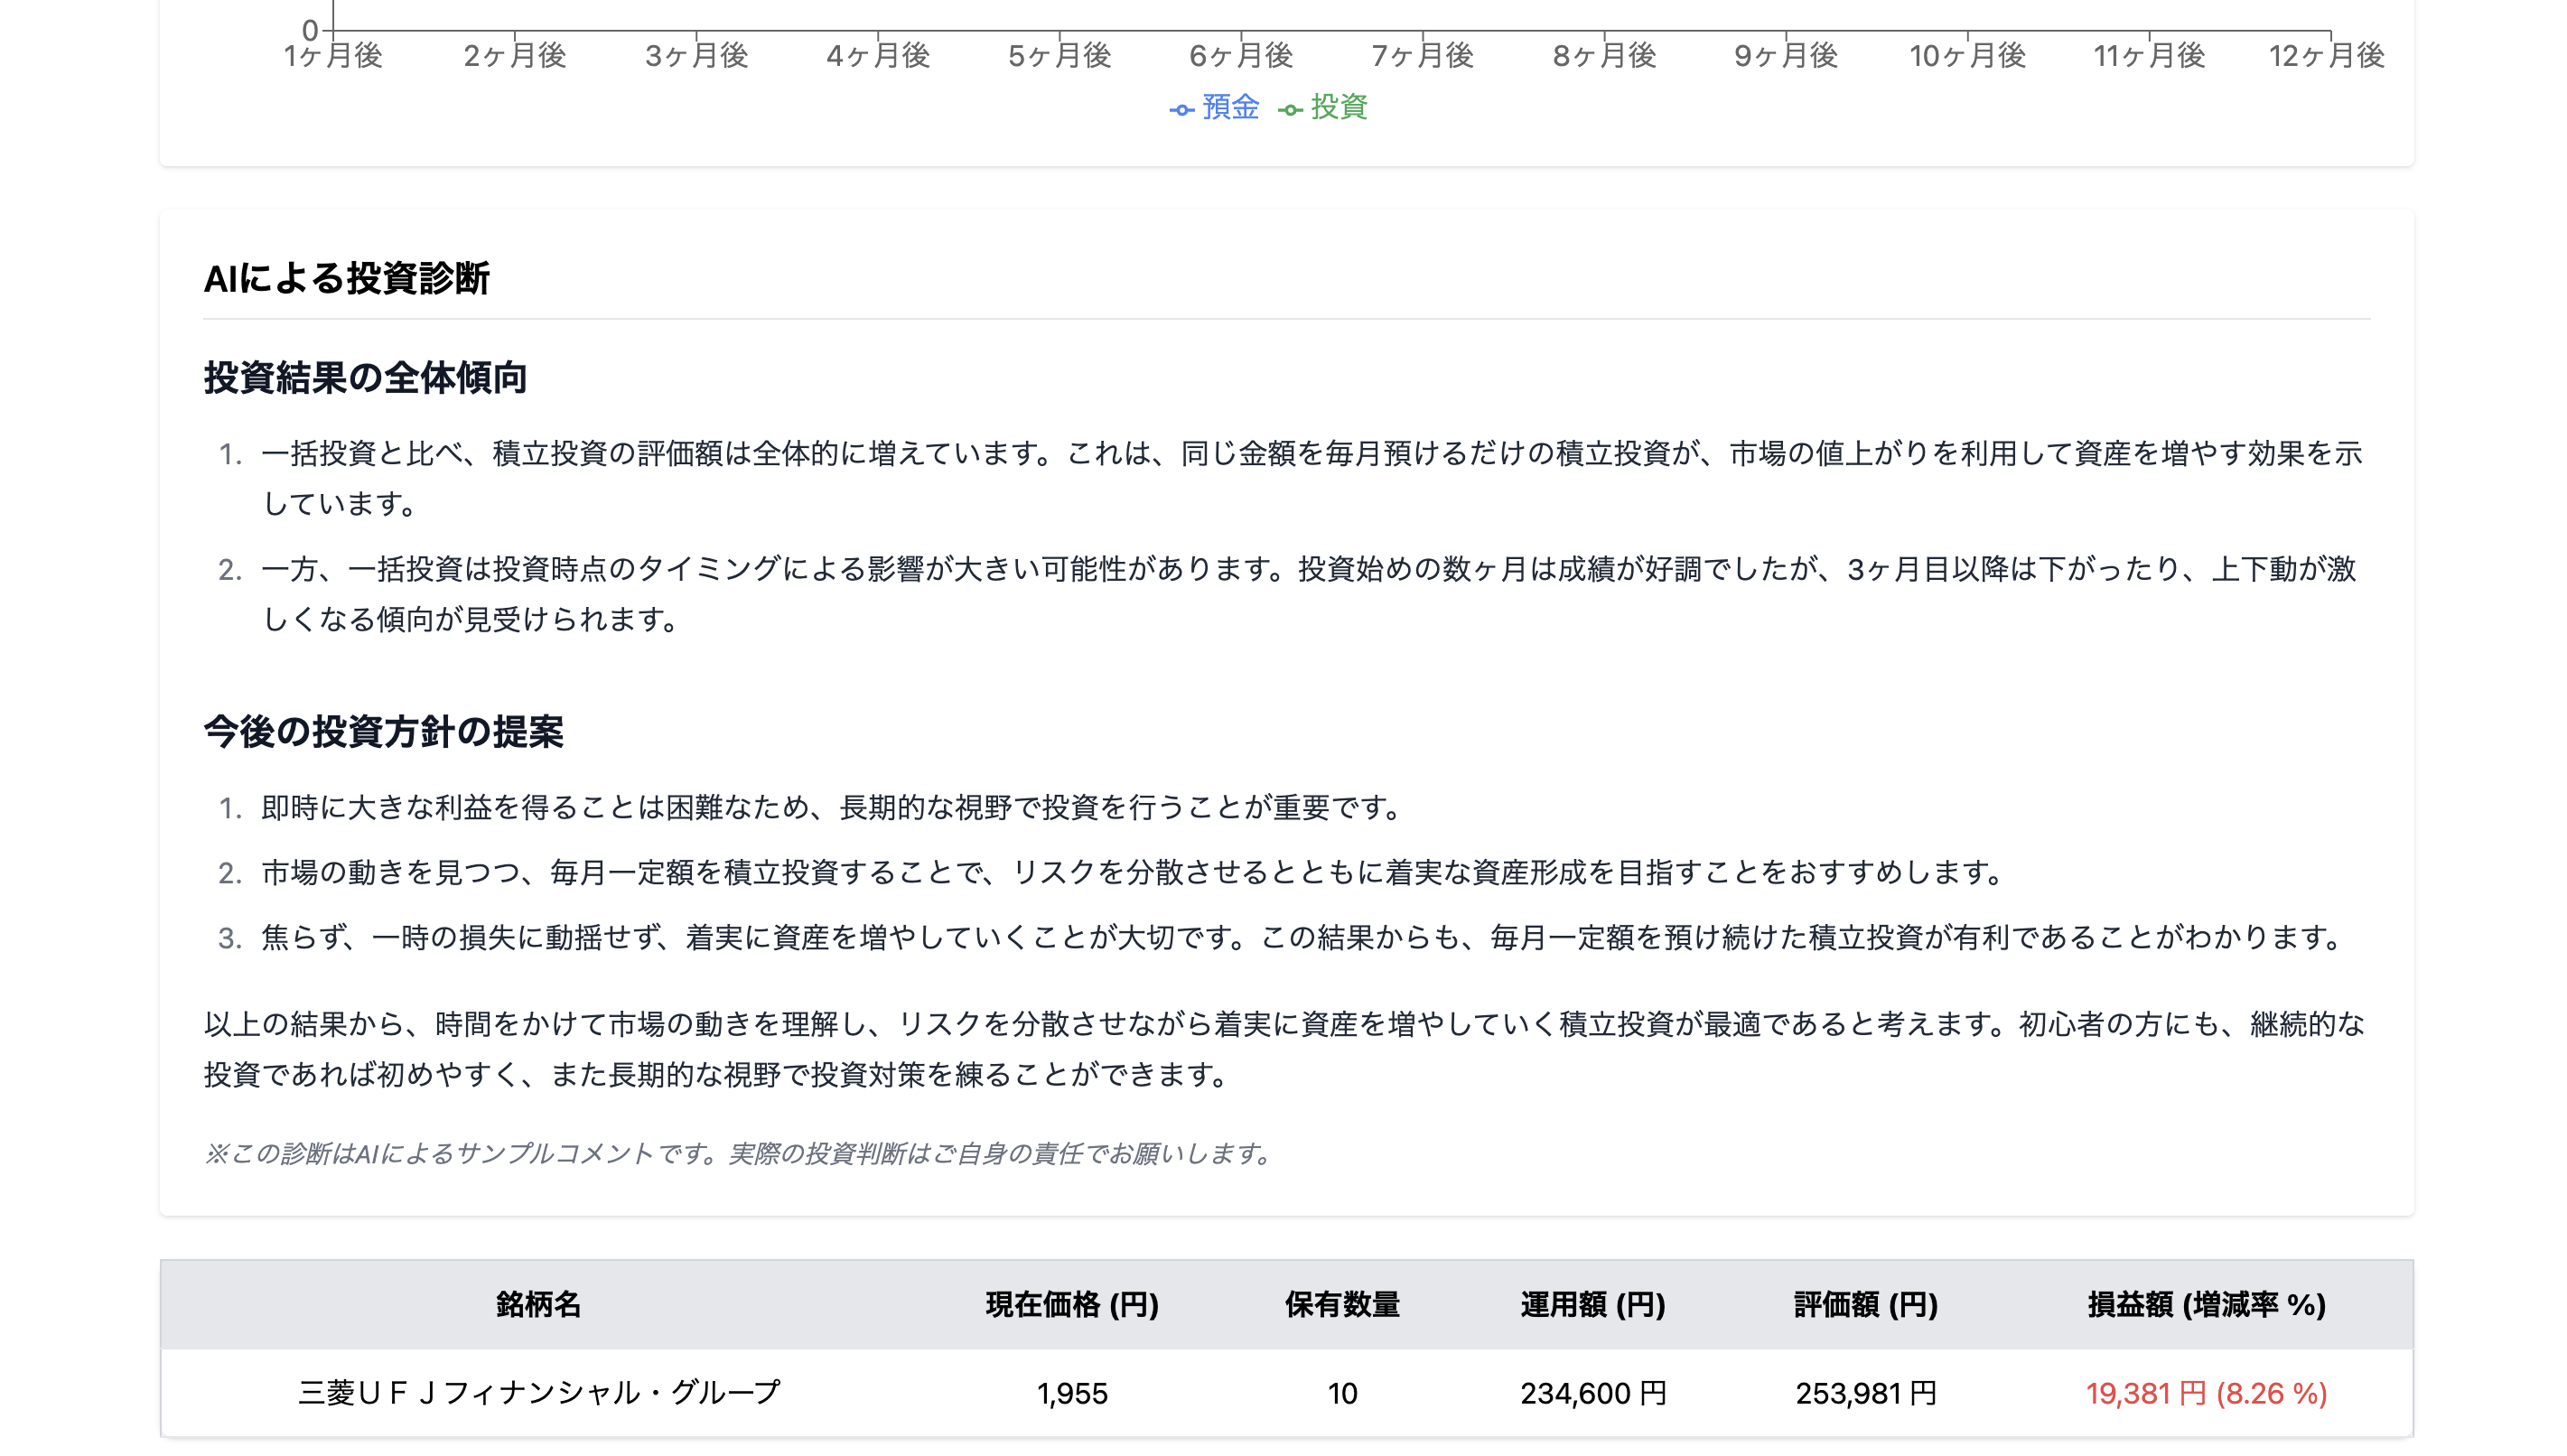 0
1ヶ月後 2ヶ月後 3ヶ月後 4ヶ月後 5ヶ月後 6ヶ月後 7ヶ月後 8ヶ月後 9ヶ月後 10ヶ月後 11ヶ月後 12ヶ月後
預金 投資
AIによる投資診断
投資結果の全体傾向
1. 一括投資と比べ、積立投資の評価額は全体的に増えています。これは、同じ金額を毎月預けるだけの積立投資が、市場の値上がりを利用して資産を増やす効果を示
しています。
2. 一方、一括投資は投資時点のタイミングによる影響が大きい可能性があります。投資始めの数ヶ月は成績が好調でしたが、3ヶ月目以降は下がったり、上下動が激
しくなる傾向が見受けられます。
今後の投資方針の提案
1. 即時に大きな利益を得ることは困難なため、長期的な視野で投資を行うことが重要です。
2. 市場の動きを見つつ、毎月一定額を積立投資することで、リスクを分散させるとともに着実な資産形成を目指すことをおすすめします。
3. 焦らず、一時の損失に動揺せず、着実に資産を増やしていくことが大切です。この結果からも、毎月一定額を預け続けた積立投資が有利であることがわかります。
以上の結果から、時間をかけて市場の動きを理解し、リスクを分散させながら着実に資産を増やしていく積立投資が最適であると考えます。初心者の方にも、継続的な
投資であれば初めやすく、また長期的な視野で投資対策を練ることができます。
※この診断はAIによるサンプルコメントです。実際の投資判断はご自身の責任でお願いします。
銘柄名 現在価格 (円) 保有数量 運用額 (円) 評価額 (円) 損益額 (増減率 %)
三菱ＵＦＪフィナンシャル・グループ 1,955 10 234,600 円 253,981 円 19,381 円 (8.26 %)